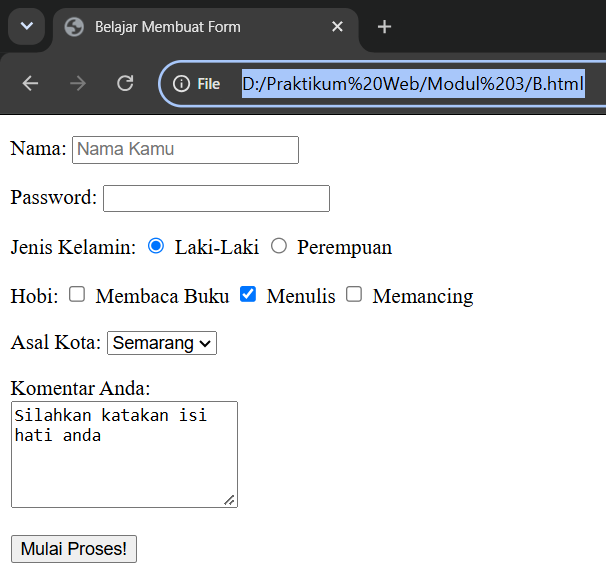 Belajar Membuat Form
File D:/Praktikum%20Web/Modul%203/B.html
Nama: Nama Kamu
Password:
Jenis Kelamin: Laki-Laki Perempuan
Hobi: Membaca Buku Menulis Memancing
Asal Kota: Semarang
Komentar Anda:
Silahkan katakan isi
hati anda
Mulai Proses!